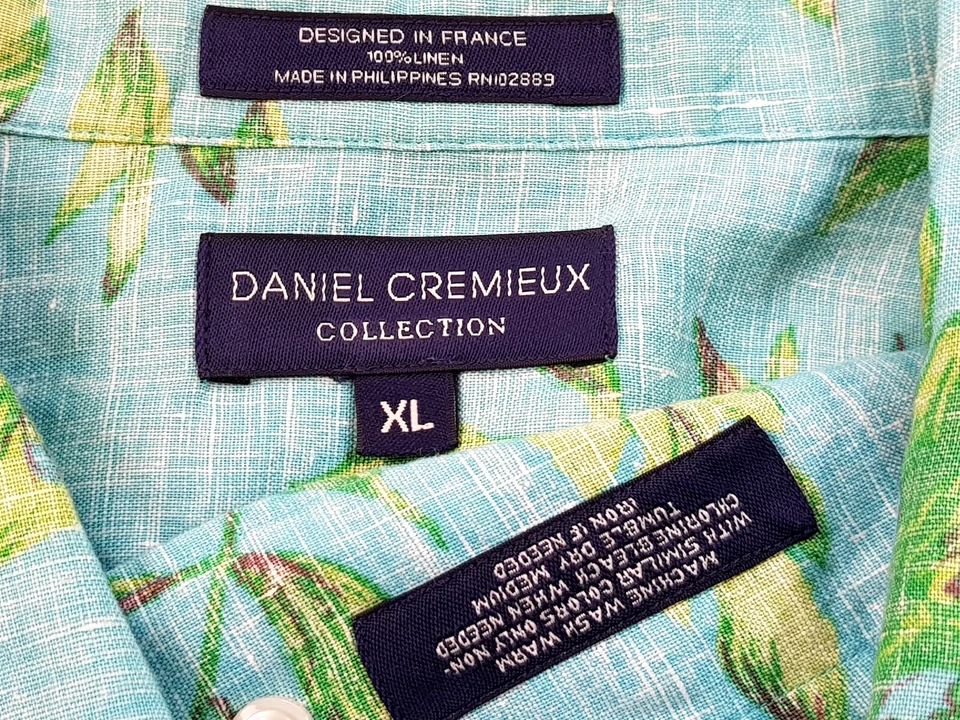 DESIGNED IN FRANCE
100% LINEN
MADE IN PHILIPPINES RN102889
DANIEL CREMIEUX
COLLECTION
XL
MACHINE WASH WARM
WITH SIMILAR COLORS ONLY NON-
CHLORINE BLEACH WHEN NEEDED
TUMBLE DRY MEDIUM
IRON IF NEEDED